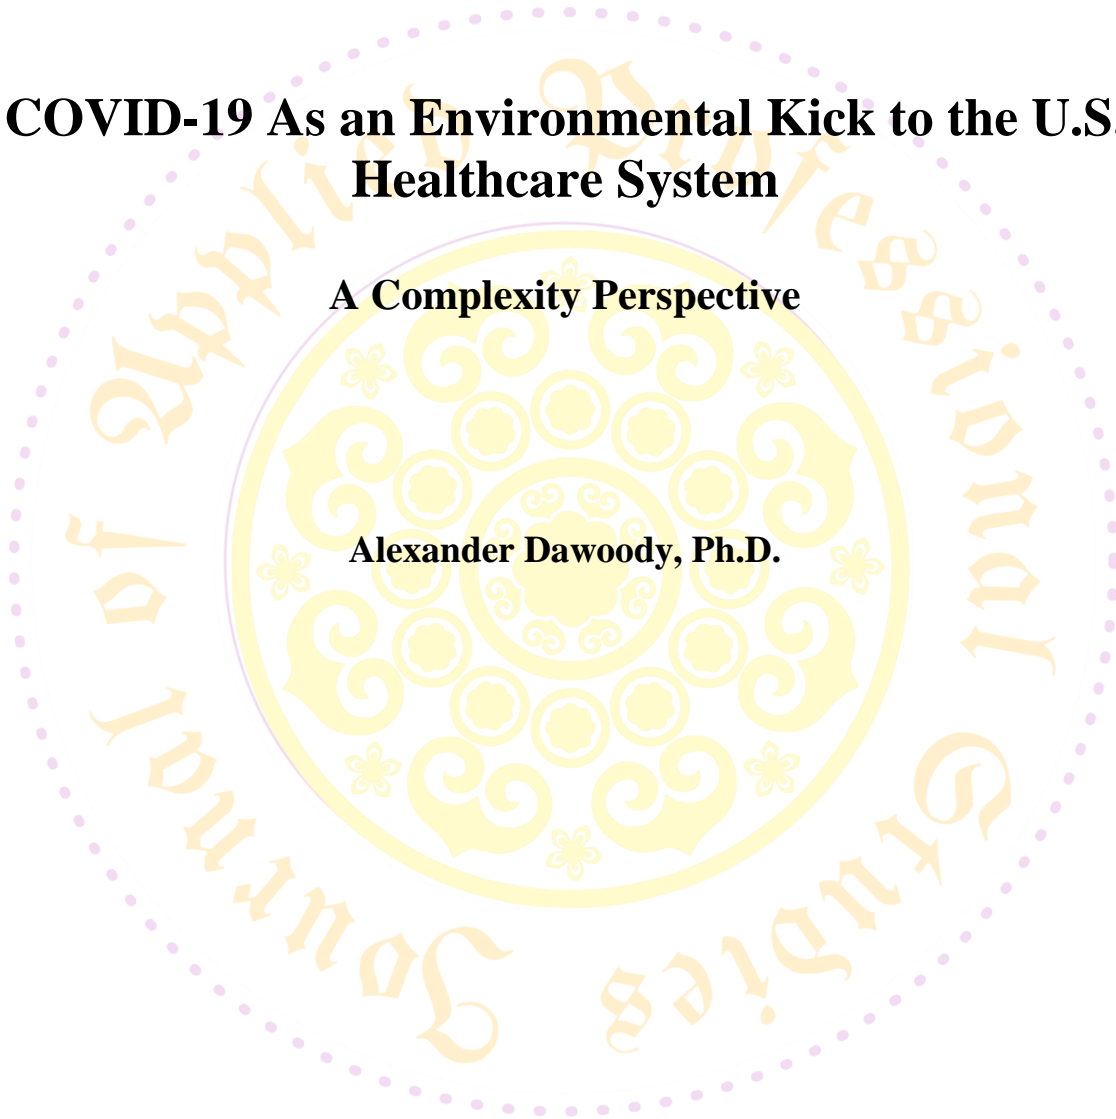 COVID-19 As an Environmental Kick to the U.S.
Healthcare System
A Complexity Perspective
Alexander Dawoody, Ph.D.
Journal of Applied Professional Studies